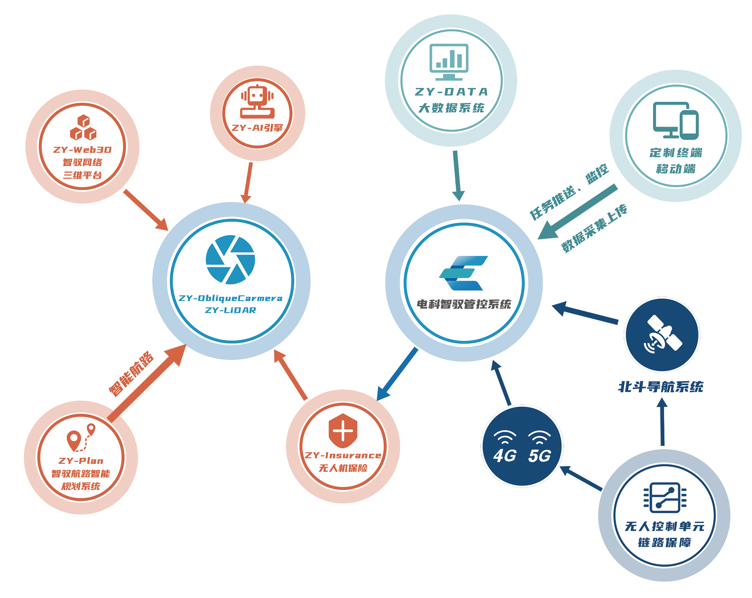 ZY-DATA
大数据系统
定制终端
移动端
ZY-AI引擎
ZY-Web3D
智驭网络
三维平台
任务推送、监控
数据采集上传
ZY-ObliqueCarmera
ZY-LiDAR
电科智驭管控系统
北斗导航系统
智能航路
ZY-Plan
智驭航路智能
规划系统
ZY-Insurance
无人机保险
4G 5G
无人控制单元
链路保障